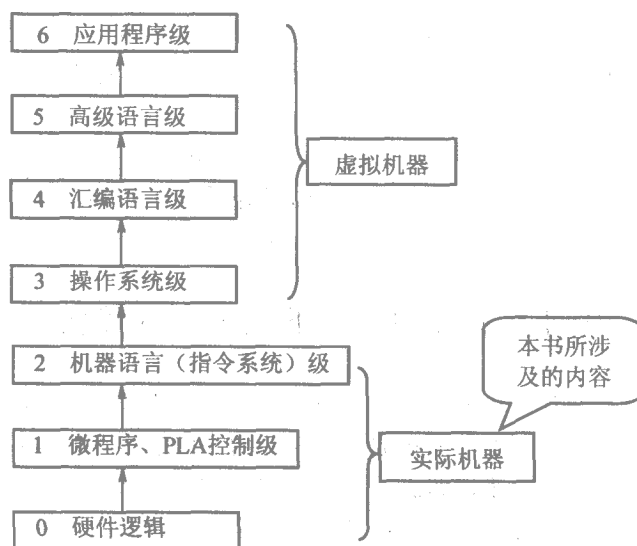 6 应用程序级
5 高级语言级
虚拟机器
4 汇编语言级
3 操作系统级
2 机器语言（指令系统）级
本书所涉
及的内容
1 微程序、PLA控制级
实际机器
0 硬件逻辑